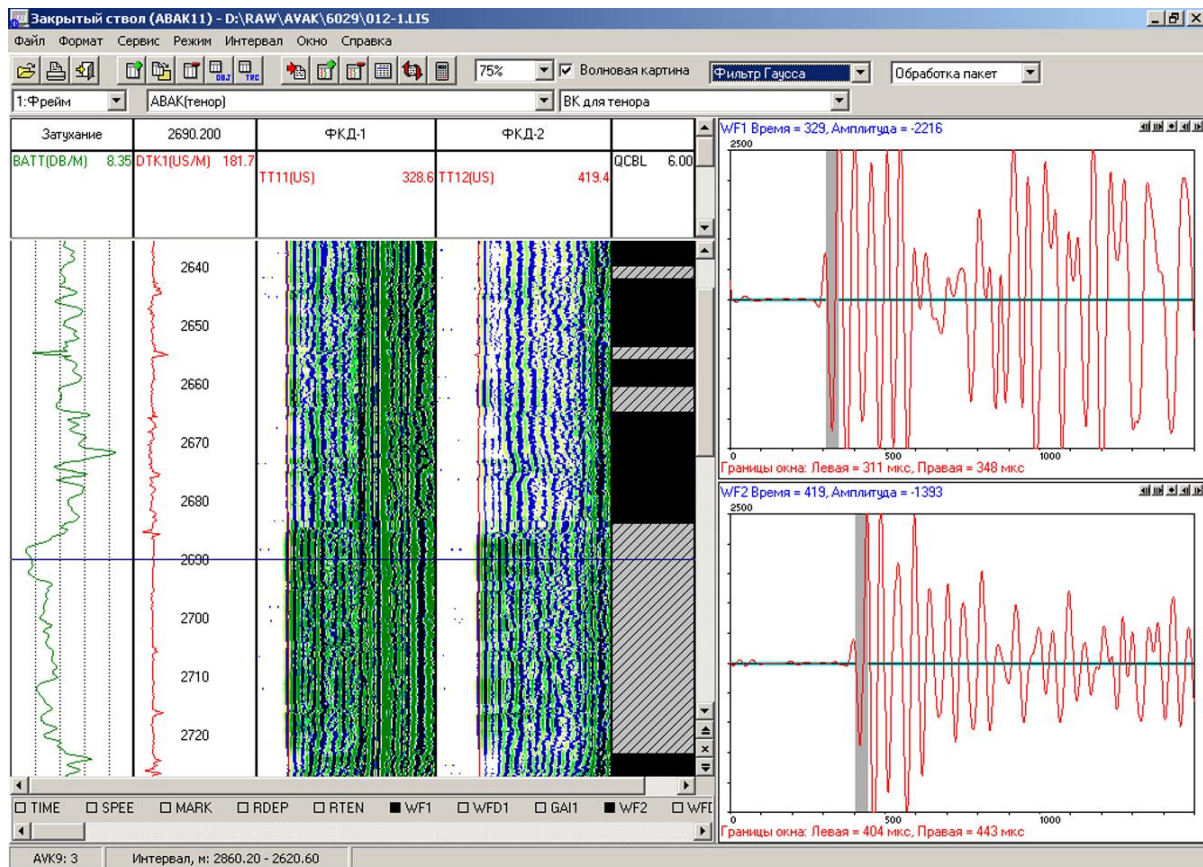 Закрытый ствол (АВАК11) - D:\RAW\AVAK\6029\012-1.LIS
Файл Формат Сервис Режим Интервал Окно Справка
OBJ TRC 75% Волновая картина Фильтр Гаусса Обработка пакет
1:Фрейм АВАК(тенор) ВК для тенора
Затухание 2690.200 ФКД-1 ФКД-2
BATT(DB/M) 8.35 DTK1(US/M) 181.7 QCBL 6.00
TT11(US) 328.6 TT12(US) 419.4
2640
2650
2660
2670
2680
2690
2700
2710
2720
TIME SPEE MARK RDEP RTEN WF1 WFD1 GAI1 WF2
WF1 Время = 329, Амплитуда = -2216
2500
0 500 1000
Границы окна: Левая = 311 мкс, Правая = 348 мкс
WF2 Время = 419, Амплитуда = -1393
2500
0 500 1000
Границы окна: Левая = 404 мкс, Правая = 443 мкс
AVK9: 3 Интервал, м: 2860.20 - 2620.60